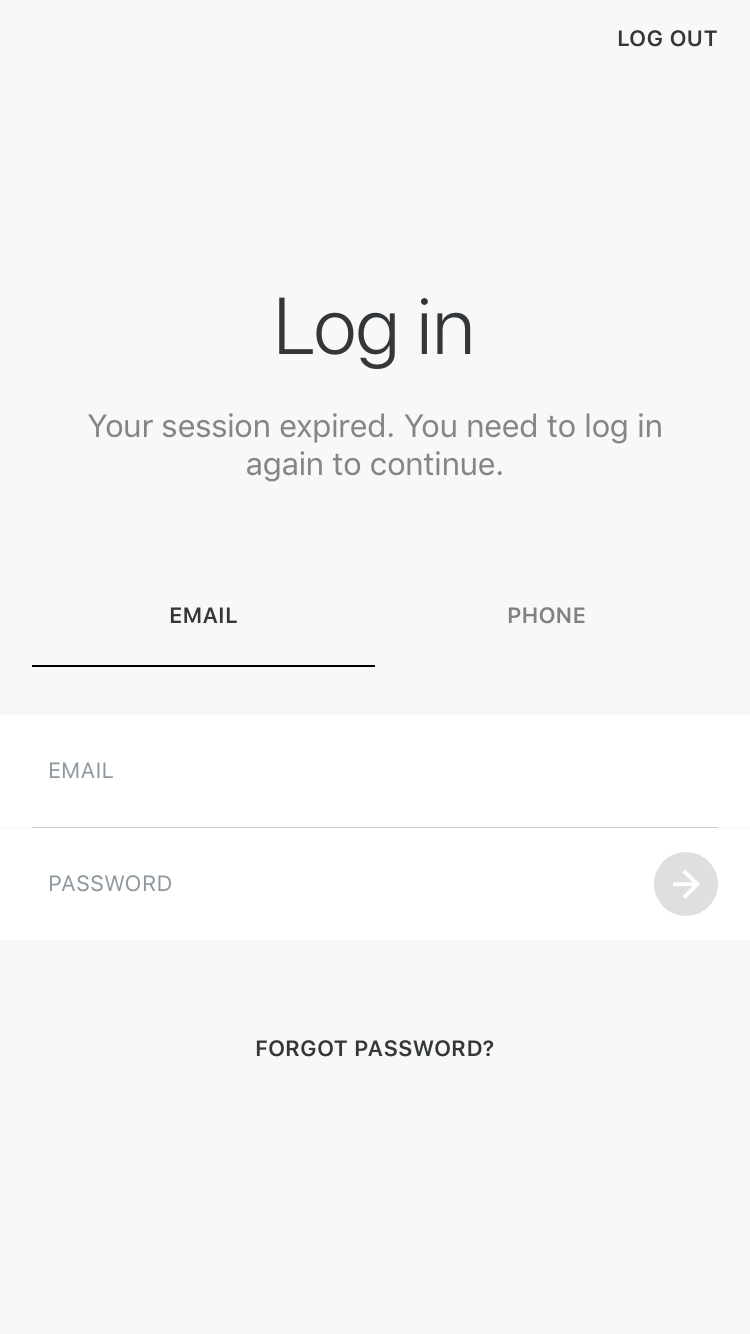 LOG OUT
Log in
Your session expired. You need to log in
again to continue.
EMAIL
PHONE
EMAIL
PASSWORD
FORGOT PASSWORD?